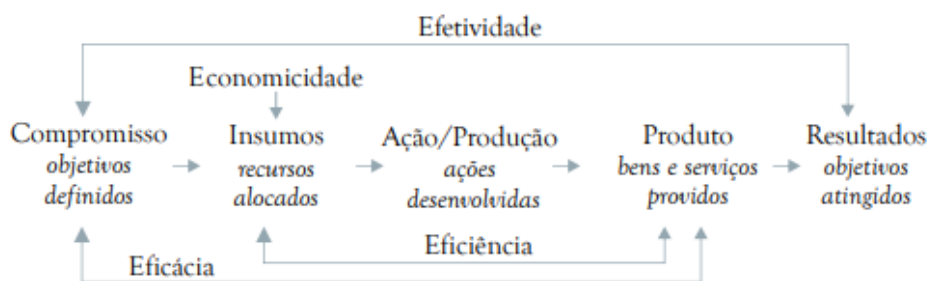 Efetividade
Economicidade
Compromisso Insumos Ação/Produção Produto Resultados
objetivos recursos ações bens e serviços objetivos
definidos alocados desenvolvidas providos atingidos
Eficiência
Eficácia